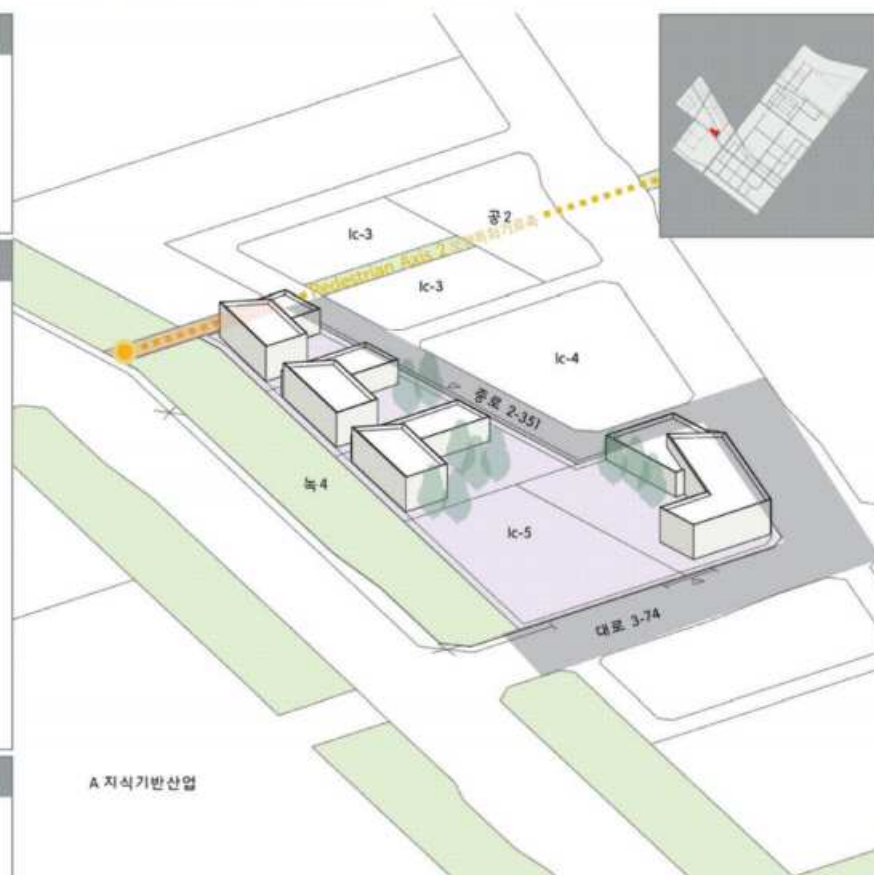 Ic-3
공2
Pedestrian Axis 2
Ic-3
Ic-4
중로 2-351
녹4
Ic-5
대로 3-74
A 지식기반산업